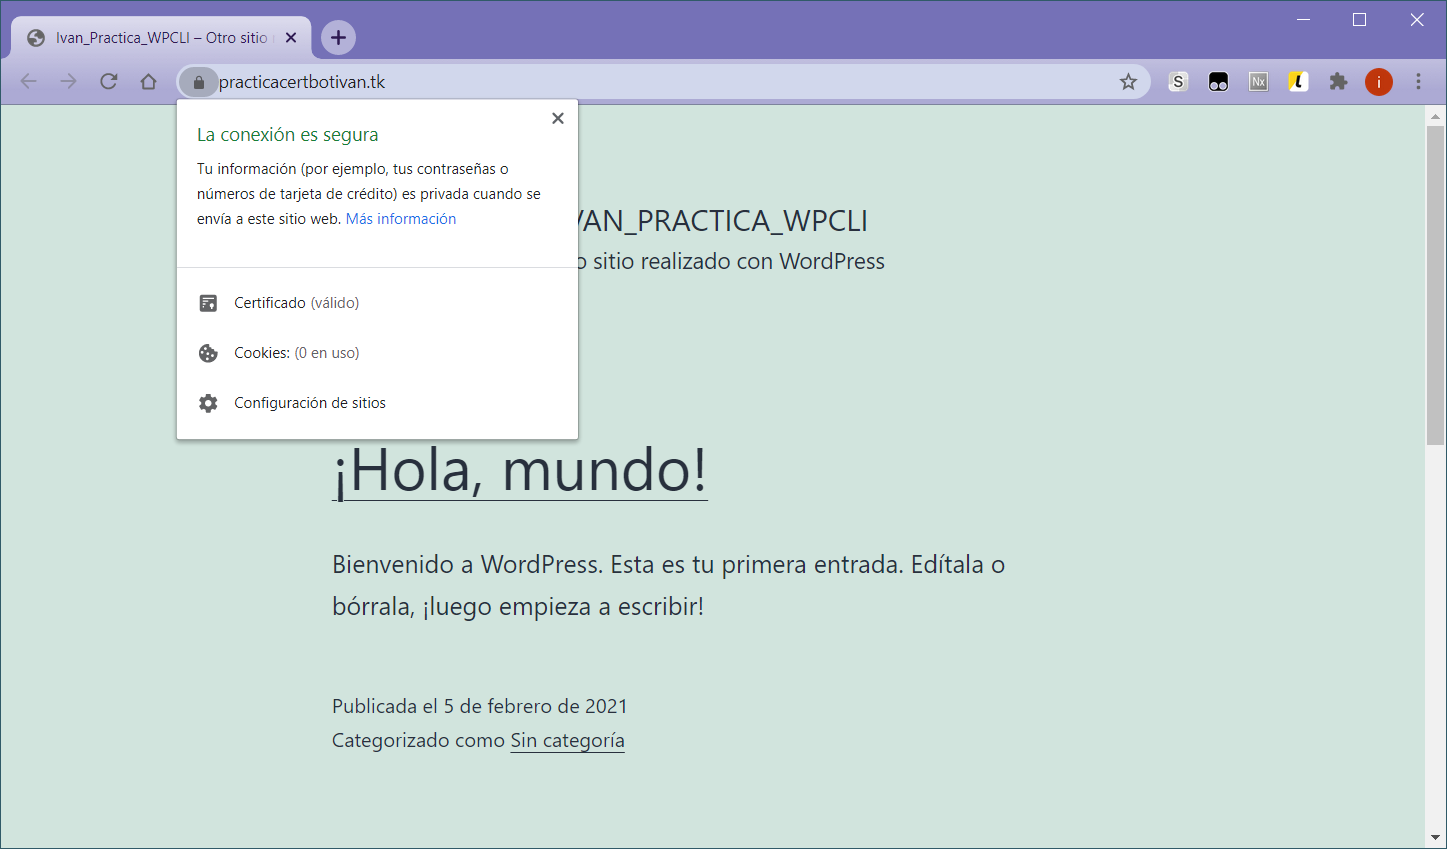 Ivan_Practica_WPCLI – Otro sitio
practicacertbotivan.tk
S
Nx
i
La conexión es segura
Tu información (por ejemplo, tus contraseñas o
números de tarjeta de crédito) es privada cuando se
envía a este sitio web. Más información
Certificado (válido)
Cookies: (0 en uso)
Configuración de sitios
VAN_PRACTICA_WPCLI
o sitio realizado con WordPress
¡Hola, mundo!
Bienvenido a WordPress. Esta es tu primera entrada. Edítala o
bórrala, ¡luego empieza a escribir!
Publicada el 5 de febrero de 2021
Categorizado como Sin categoría